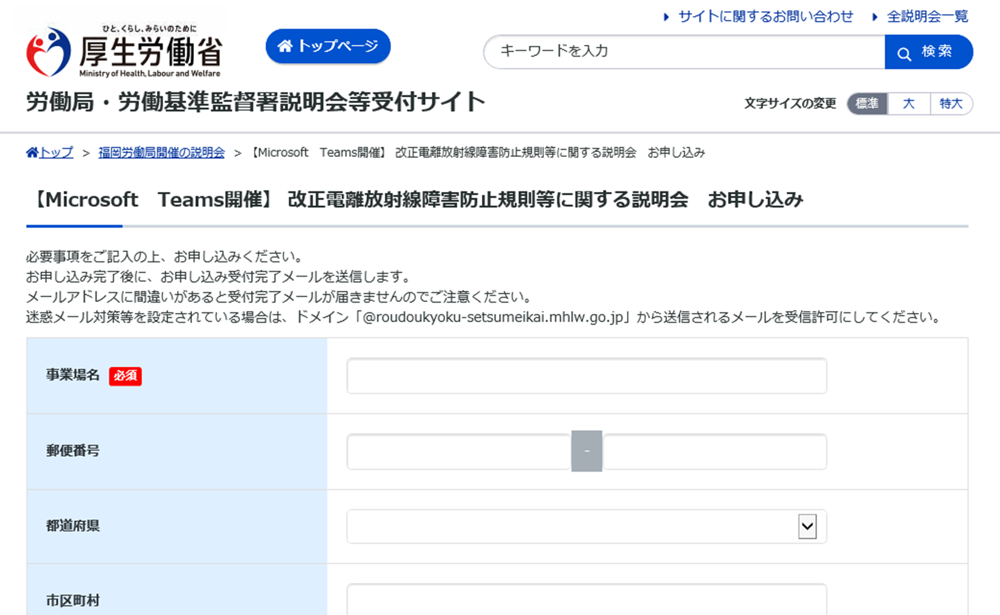 サイトに関するお問い合わせ 全説明会一覧
ひと、くらし、みらいのために
厚生労働省
Ministry of Health, Labour and Welfare
トップページ
キーワードを入力
検索
労働局・労働基準監督署説明会等受付サイト
文字サイズの変更 標準 大 特大
トップ > 福岡労働局開催の説明会 > 【Microsoft　Teams開催】 改正電離放射線障害防止規則等に関する説明会　お申し込み
【Microsoft　Teams開催】 改正電離放射線障害防止規則等に関する説明会　お申し込み
必要事項をご記入の上、お申し込みください。
お申し込み完了後に、お申し込み受付完了メールを送信します。
メールアドレスに間違いがあると受付完了メールが届きませんのでご注意ください。
迷惑メール対策等を設定されている場合は、ドメイン「@roudoukyoku-setsumeikai.mhlw.go.jp」から送信されるメールを受信許可にしてください。
事業場名 必須
郵便番号 -
都道府県
市区町村